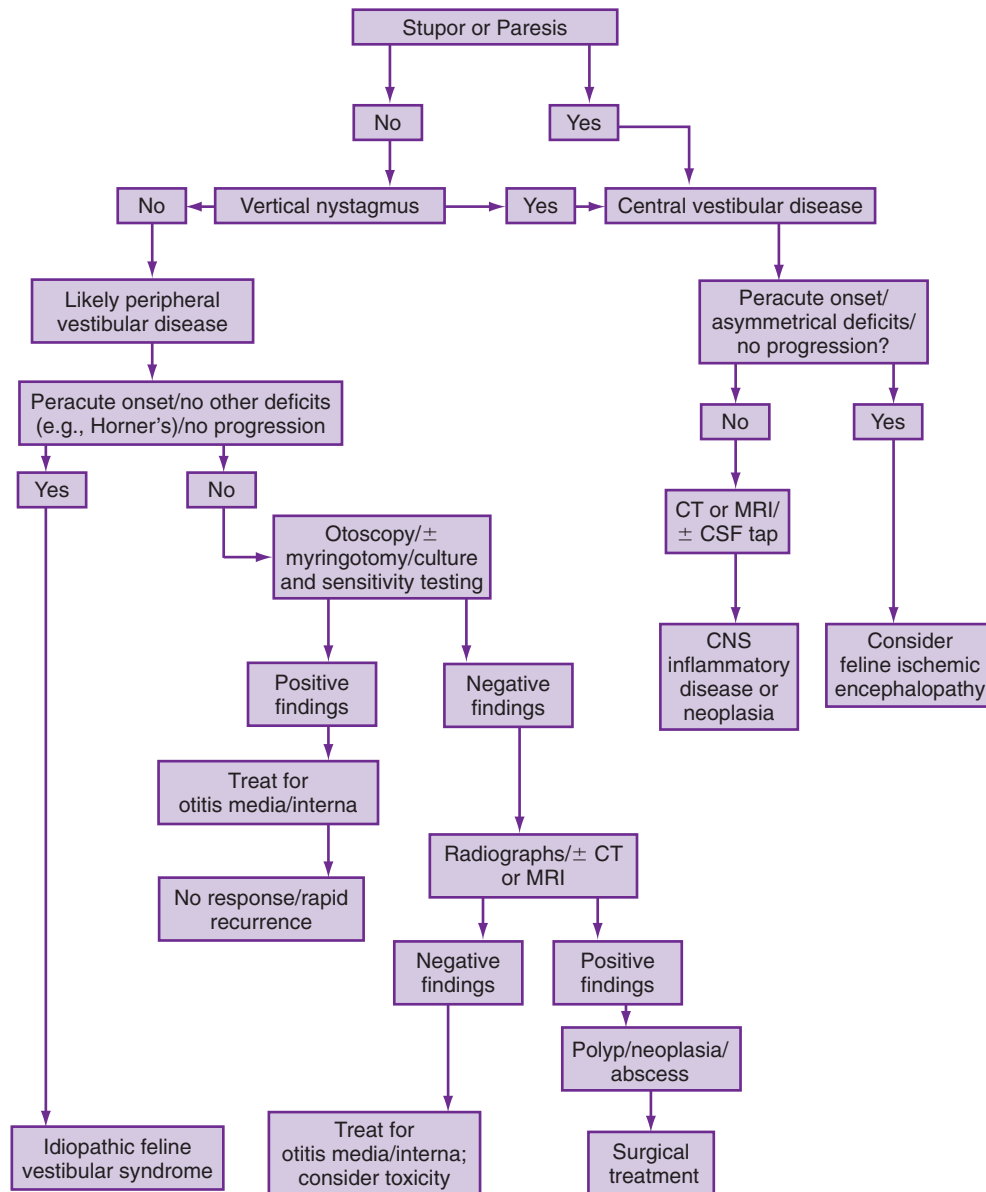 Stupor or Paresis
No
Yes
No
Vertical nystagmus
Yes
Central vestibular disease
Likely peripheral
vestibular disease
Peracute onset/
asymmetrical deficits/
no progression?
Peracute onset/no other deficits
(e.g., Horner's)/no progression
No
Yes
Yes
No
CT or MRI/
± CSF tap
Otoscopy/±
myringotomy/culture
and sensitivity testing
CNS
inflammatory
disease or
neoplasia
Consider
feline ischemic
encephalopathy
Positive
findings
Negative
findings
Treat for
otitis media/interna
Radiographs/± CT
or MRI
No response/rapid
recurrence
Negative
findings
Positive
findings
Polyp/neoplasia/
abscess
Idiopathic feline
vestibular syndrome
Treat for
otitis media/interna;
consider toxicity
Surgical
treatment